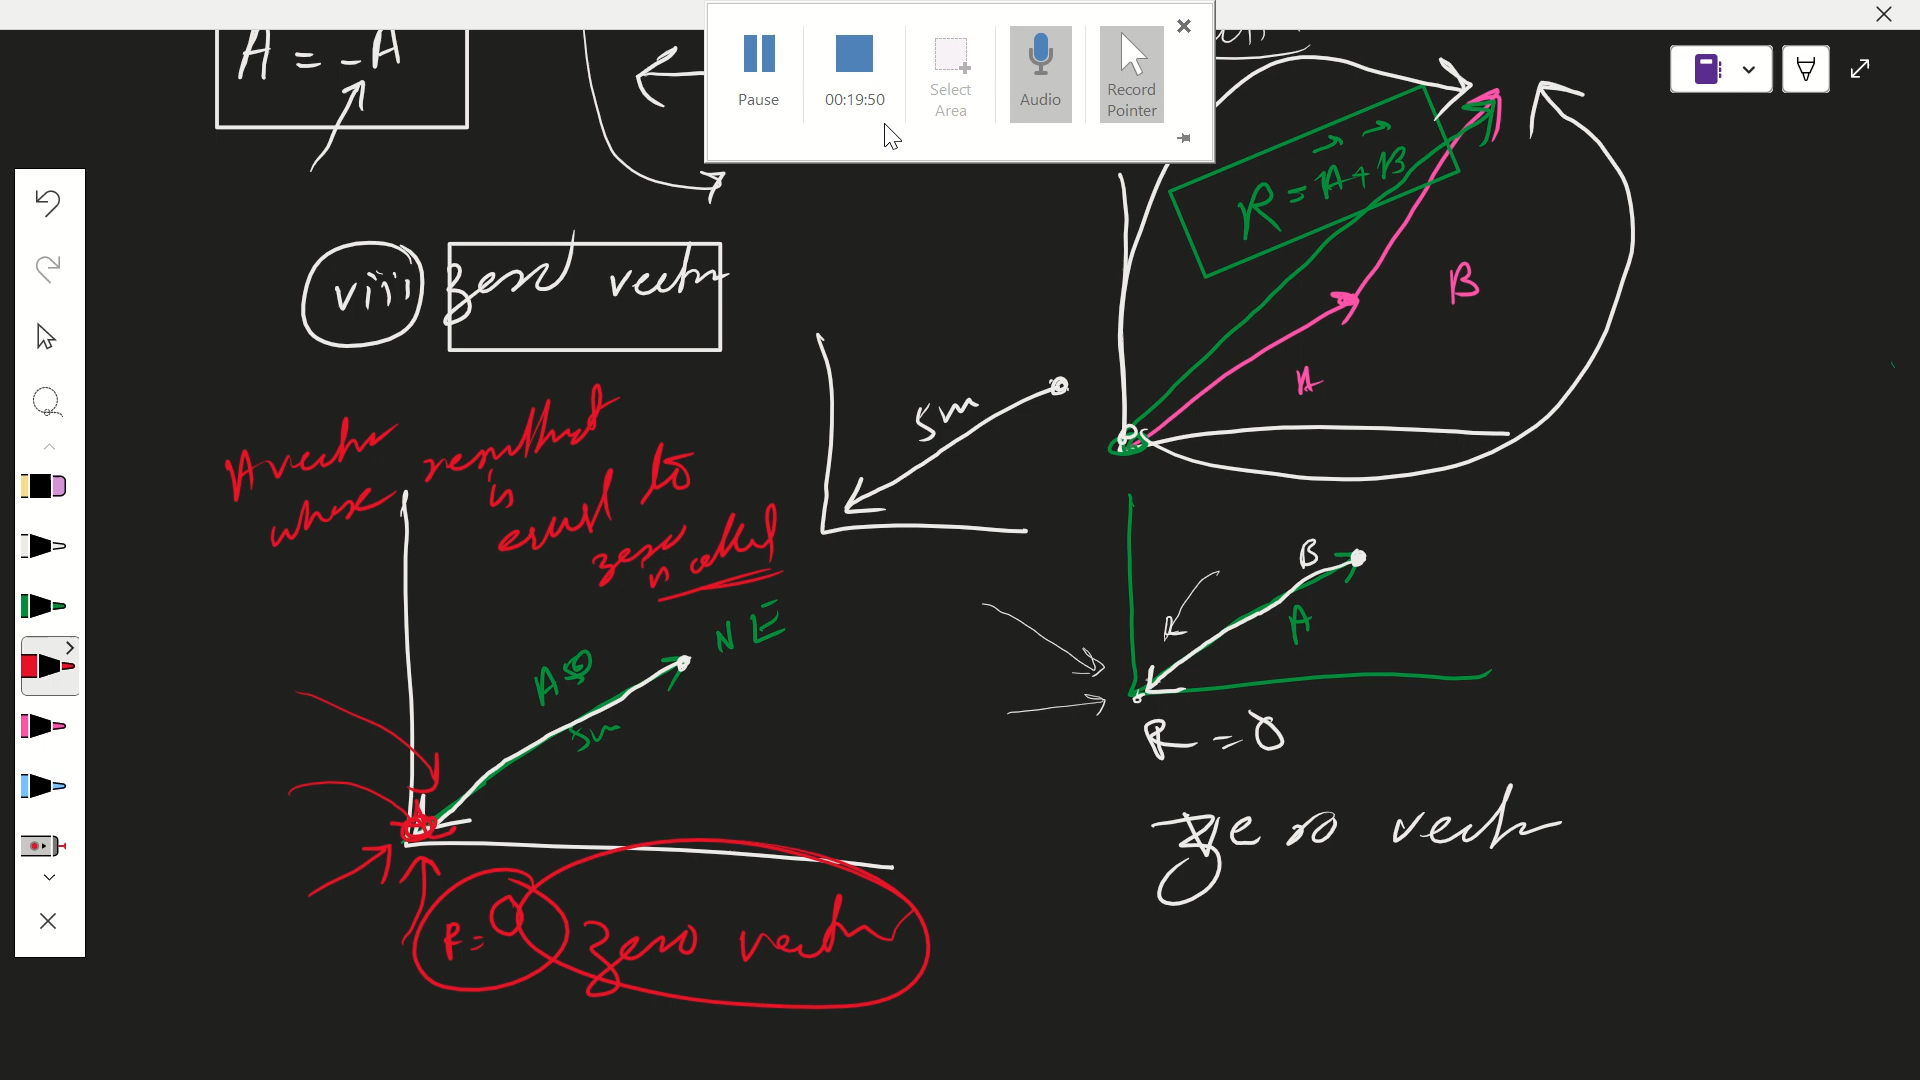 A = -A
Pause
00:19:50
Select
Area
Audio
Record
Pointer
R = A + B
B
A
viii zero vector
5m
A vector whose resultant is equal to zero is called
NE
A
5m
B
A
R = 0
zero vector
R = 0 zero vector